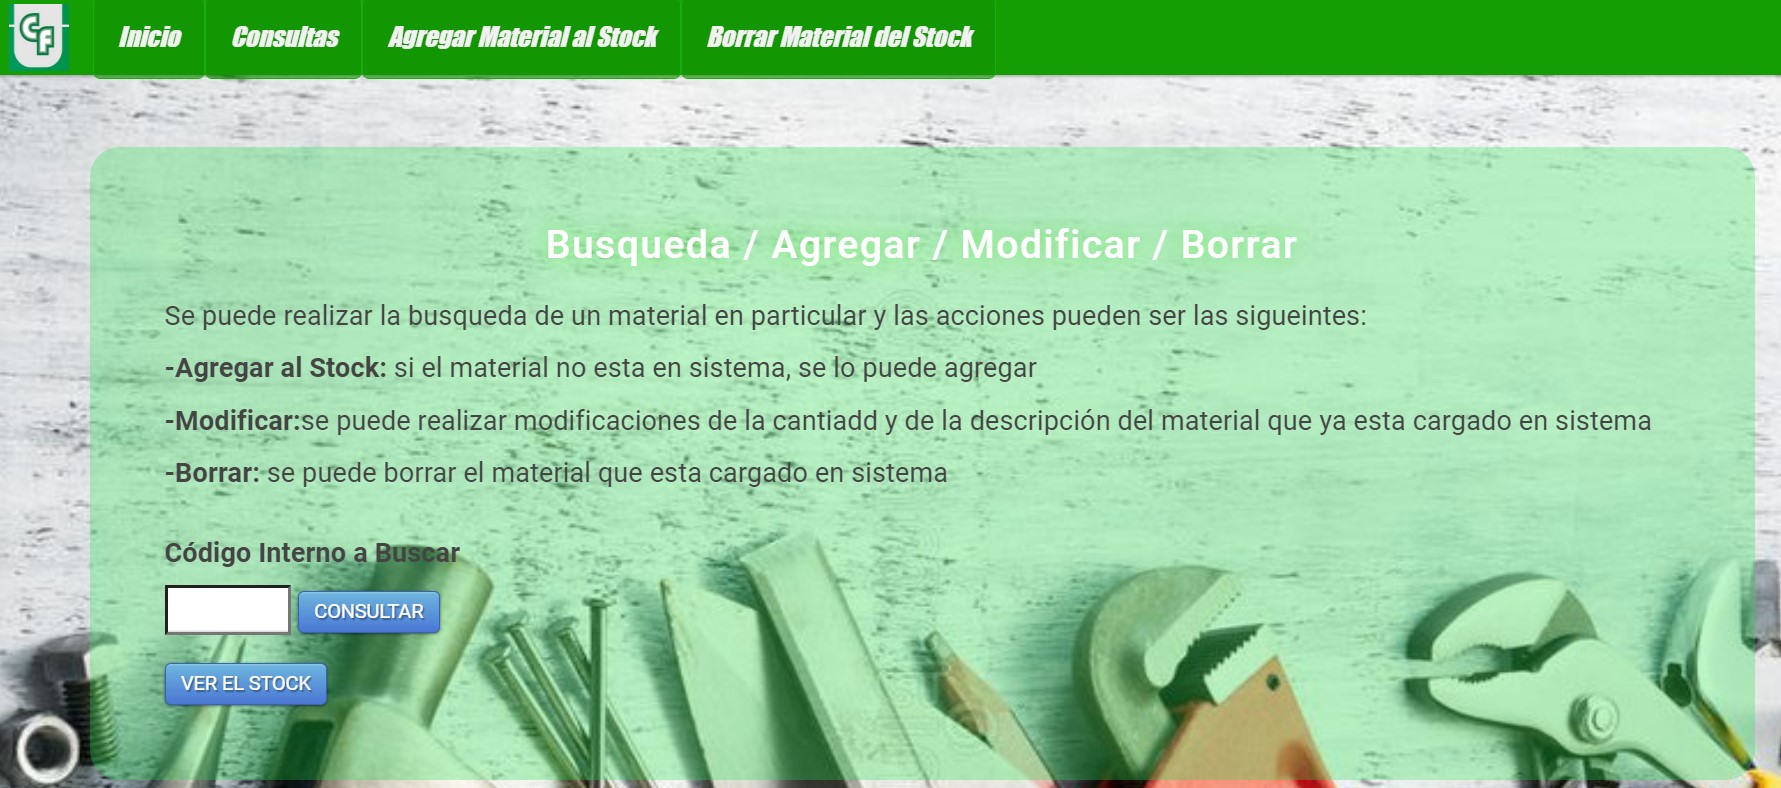 CF
Inicio Consultas Agregar Material al Stock Borrar Material del Stock
Busqueda / Agregar / Modificar / Borrar
Se puede realizar la busqueda de un material en particular y las acciones pueden ser las sigueintes:
-Agregar al Stock: si el material no esta en sistema, se lo puede agregar
-Modificar:se puede realizar modificaciones de la cantiadd y de la descripción del material que ya esta cargado en sistema
-Borrar: se puede borrar el material que esta cargado en sistema
Código Interno a Buscar
CONSULTAR
VER EL STOCK